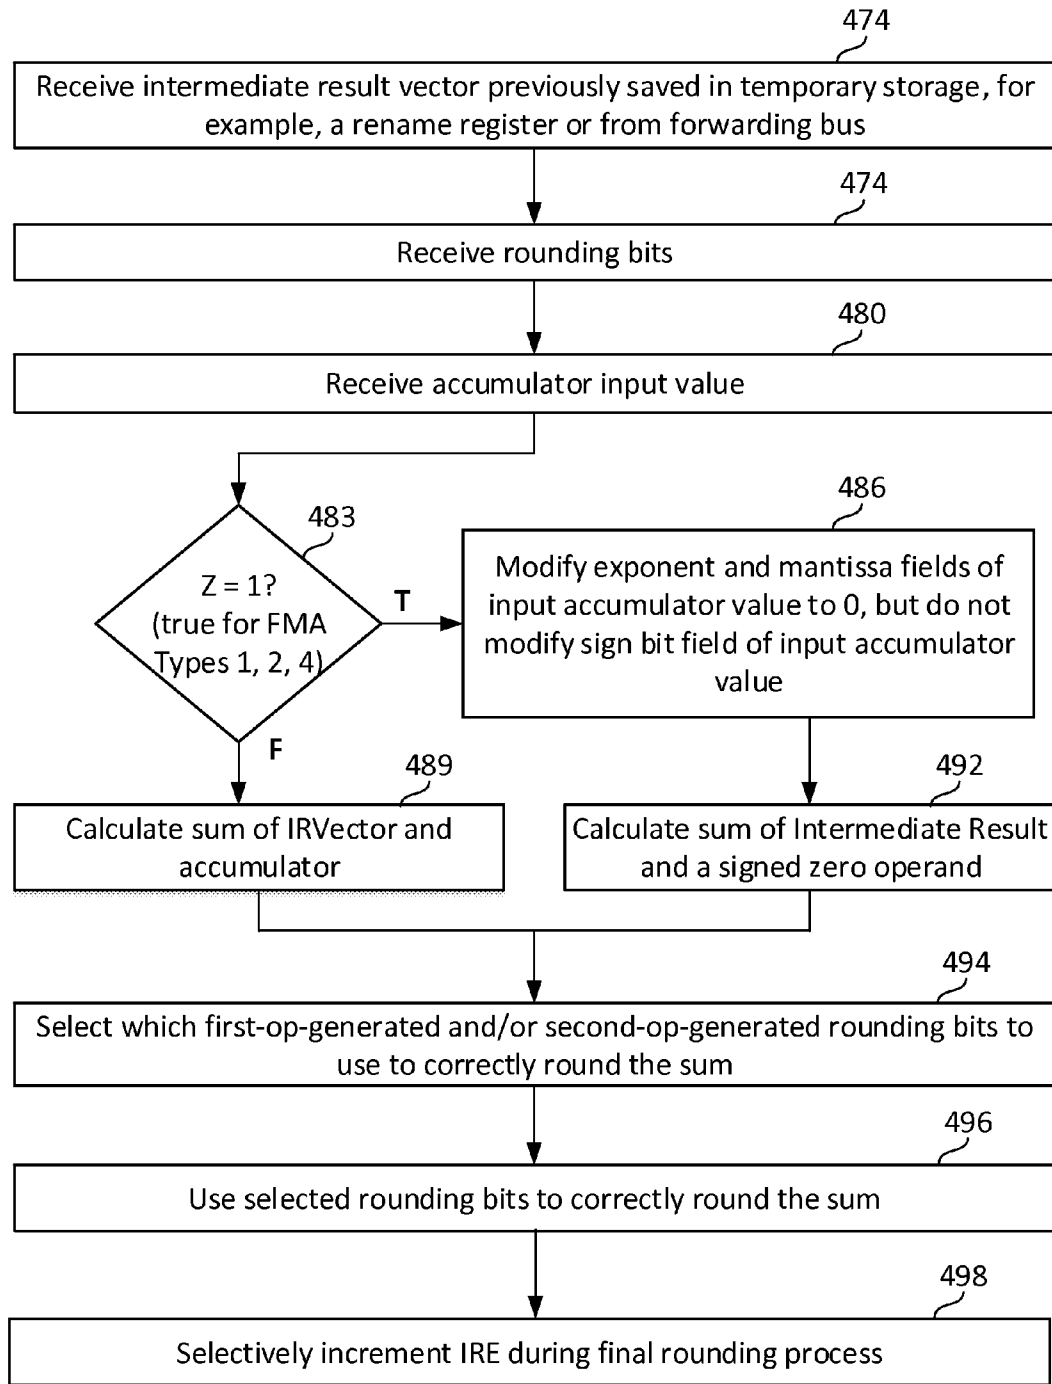 474
Receive intermediate result vector previously saved in temporary storage, for
example, a rename register or from forwarding bus
474
Receive rounding bits
480
Receive accumulator input value
483
Z = 1?
(true for FMA
Types 1, 2, 4)
T
F
486
Modify exponent and mantissa fields of
input accumulator value to 0, but do not
modify sign bit field of input accumulator
value
489
Calculate sum of IRVector and
accumulator
492
Calculate sum of Intermediate Result
and a signed zero operand
494
Select which first-op-generated and/or second-op-generated rounding bits to
use to correctly round the sum
496
Use selected rounding bits to correctly round the sum
498
Selectively increment IRE during final rounding process